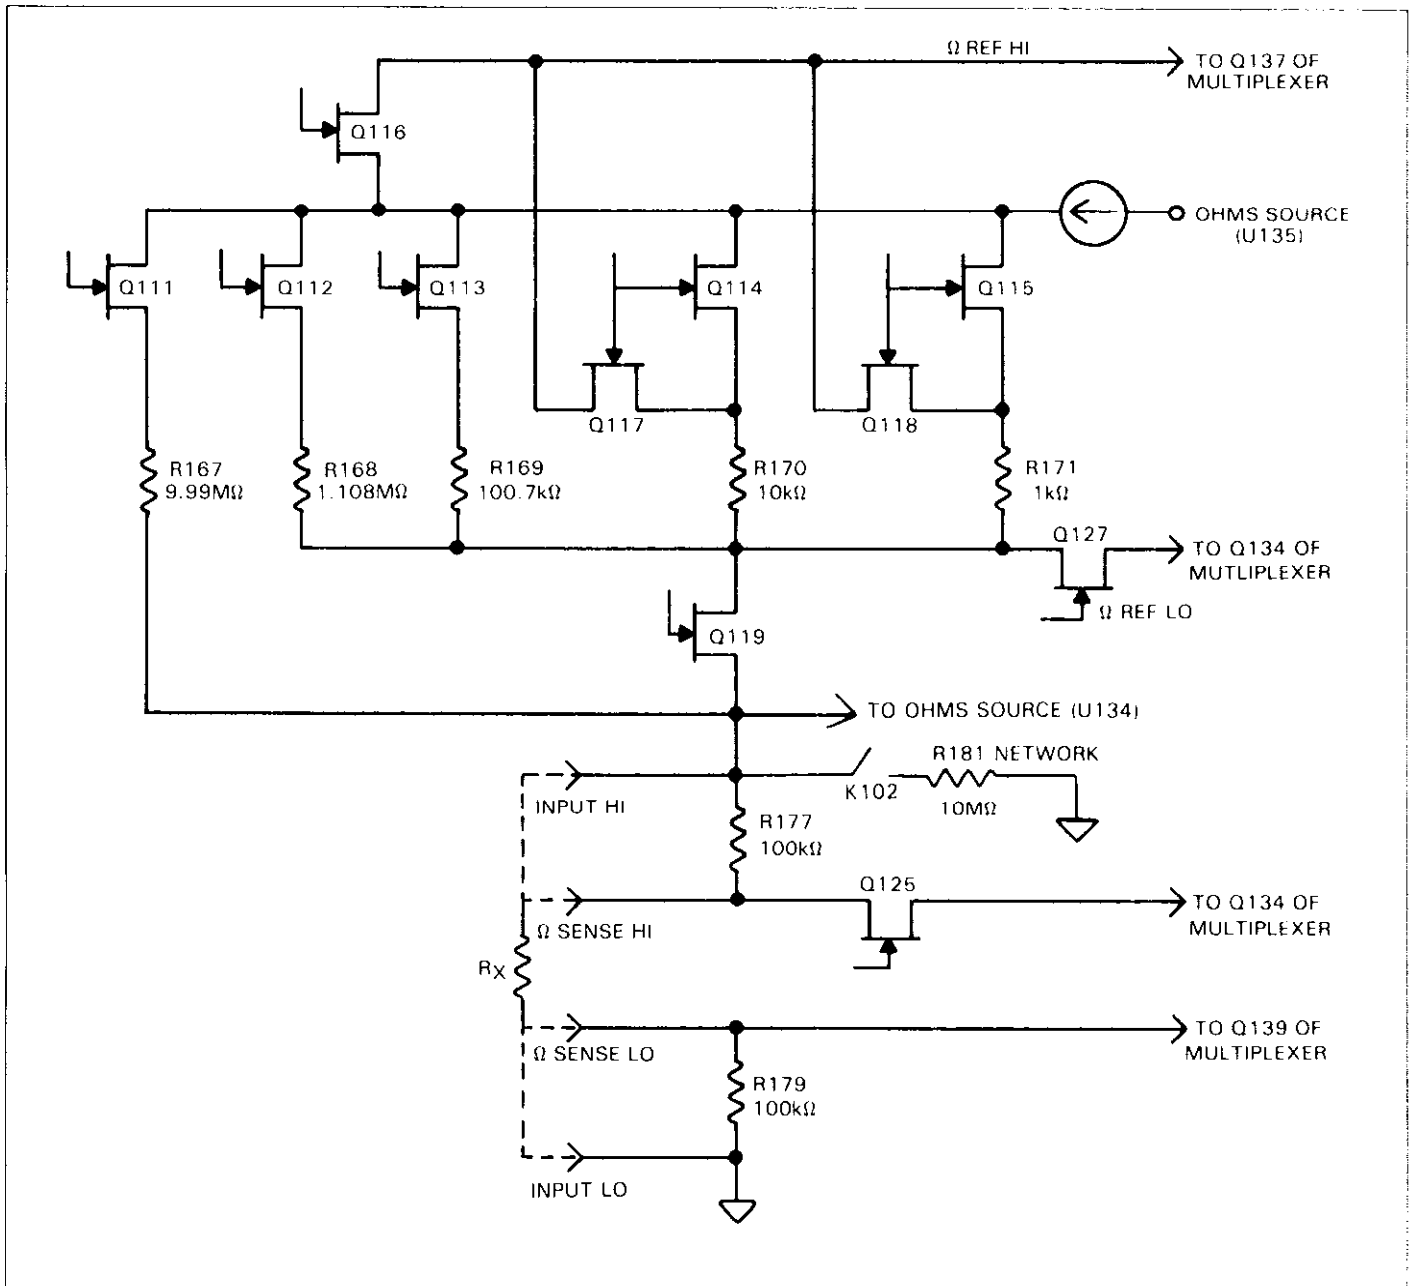 Ω REF HI
TO Q137 OF
MULTIPLEXER
Q116
OHMS SOURCE
(U135)
Q111
Q112
Q113
Q114
Q115
Q117
Q118
R167
9.99MΩ
R168
1.108MΩ
R169
100.7kΩ
R170
10kΩ
R171
1kΩ
Q127
TO Q134 OF
MUTLIPLEXER
Ω REF LO
Q119
TO OHMS SOURCE (U134)
R181 NETWORK
INPUT HI
K102
10MΩ
R177
100kΩ
Q125
Ω SENSE HI
TO Q134 OF
MULTIPLEXER
RX
Ω SENSE LO
TO Q139 OF
MULTIPLEXER
R179
100kΩ
INPUT LO